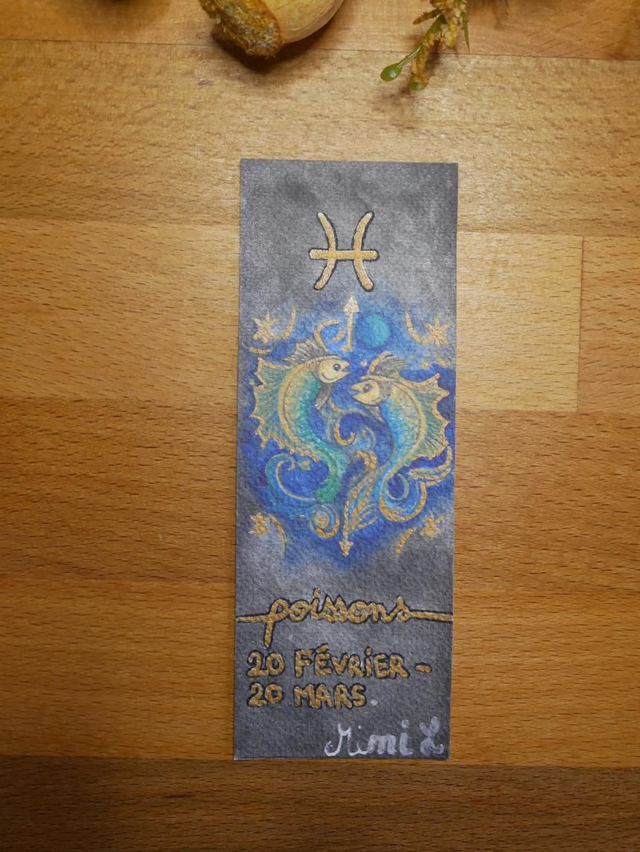 ♓
poissons
20 FÉVRIER -
20 MARS.
Mimi L